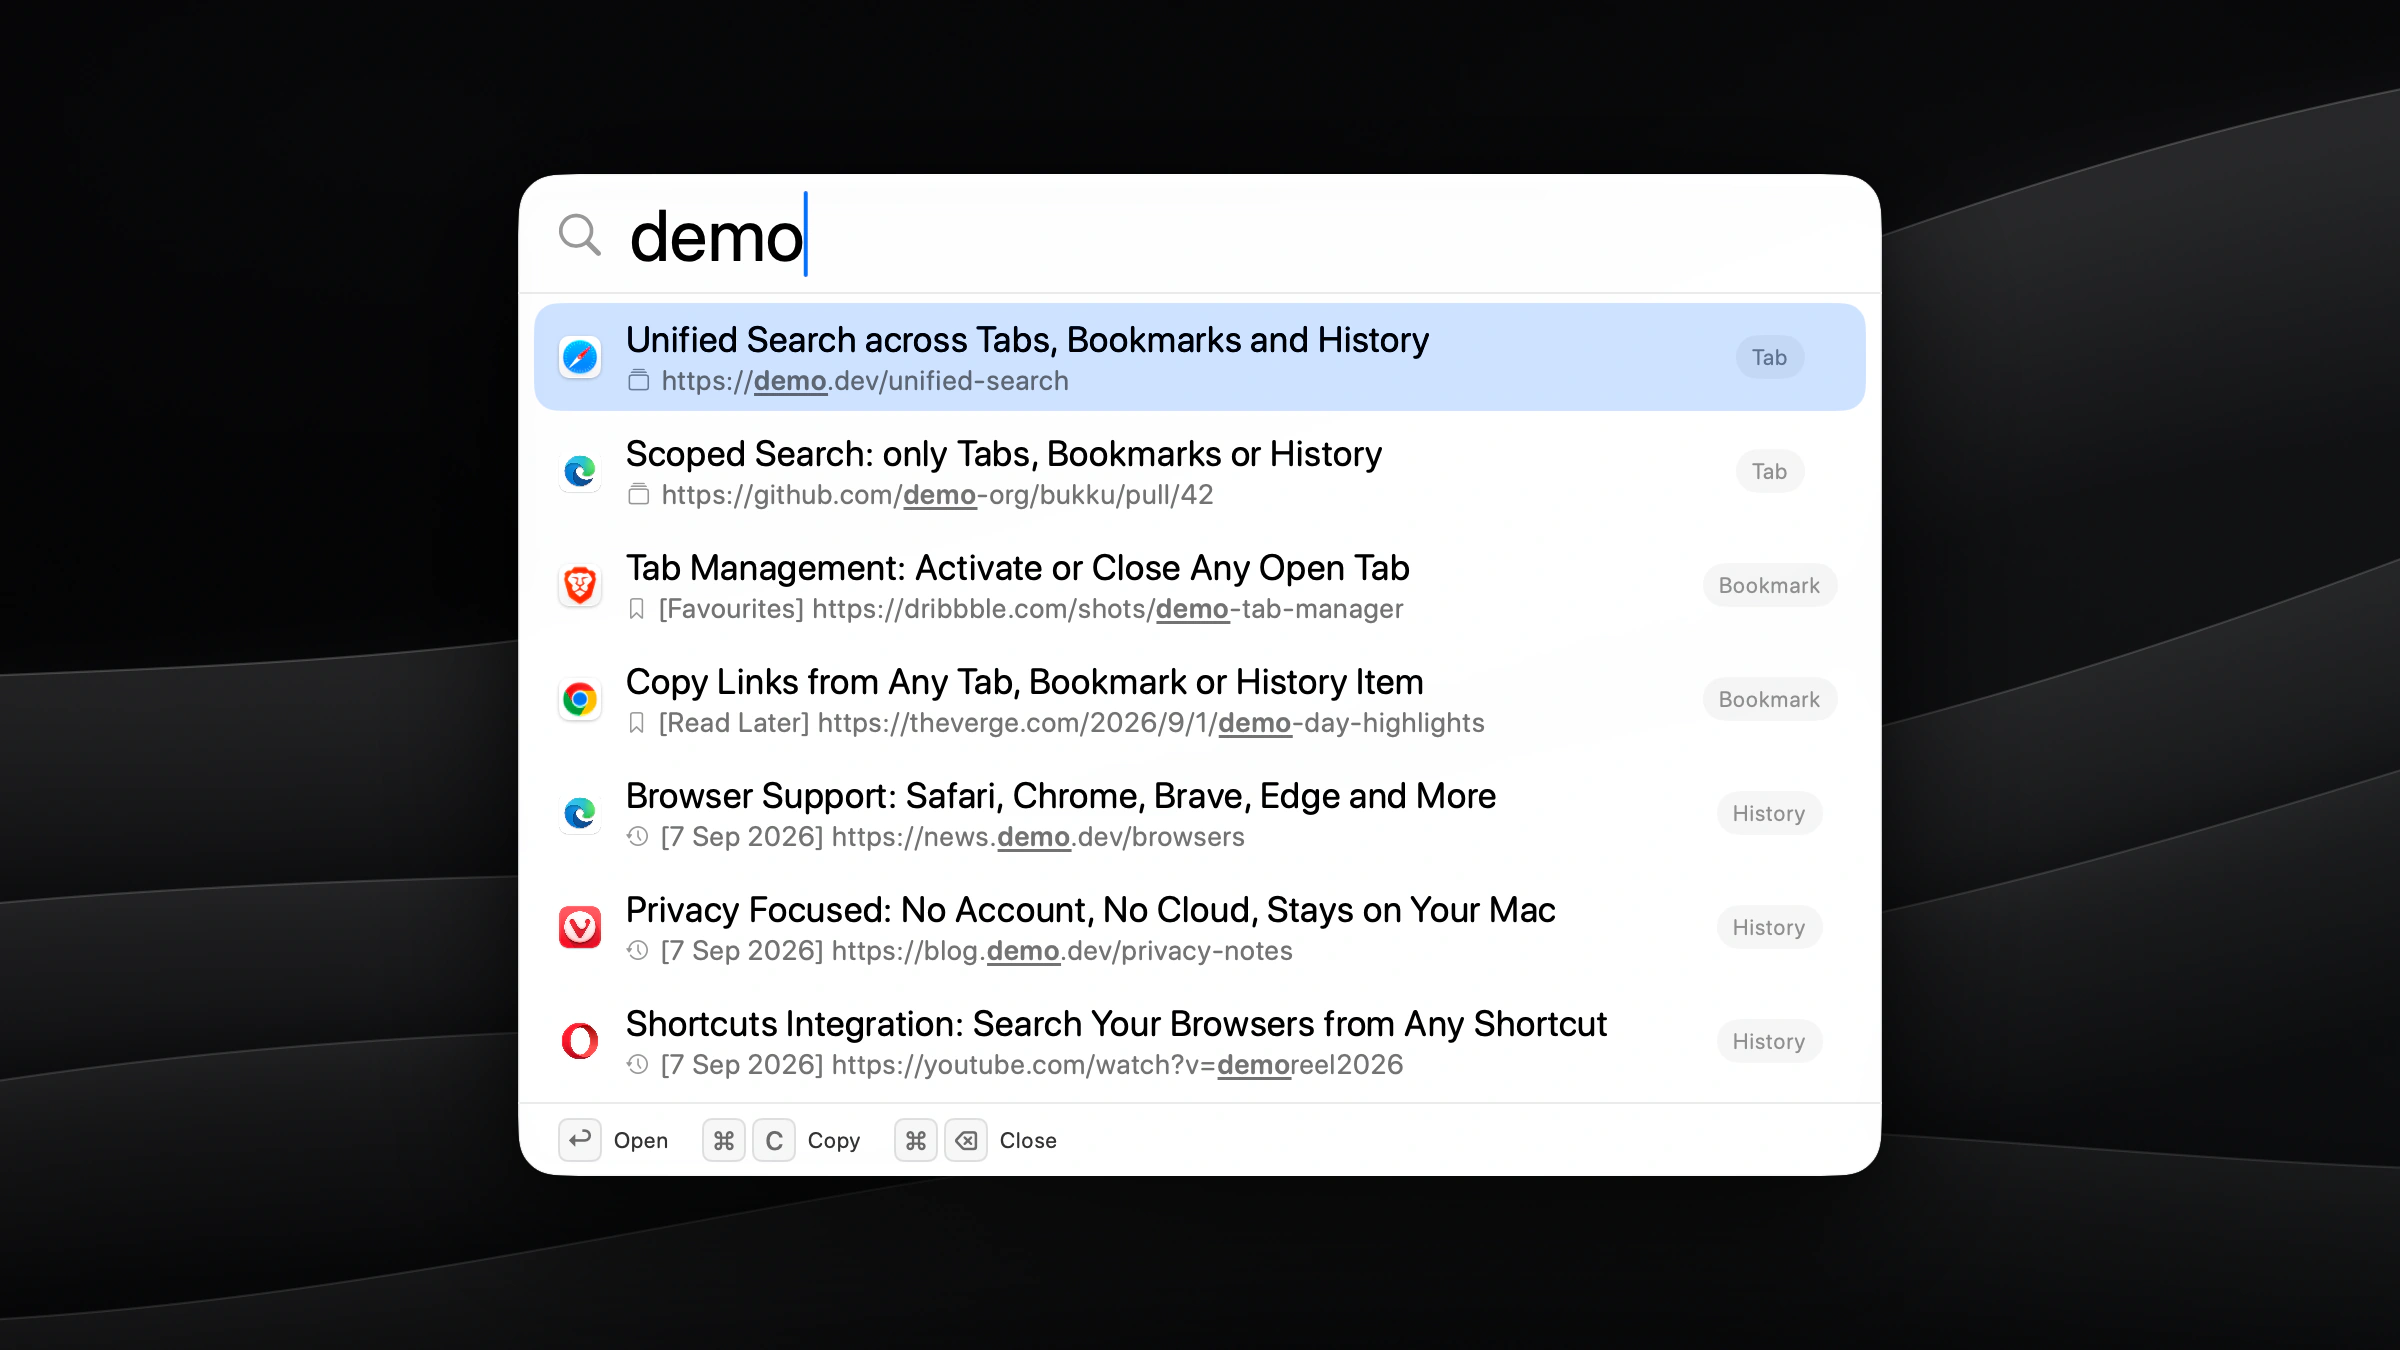 demo
Unified Search across Tabs, Bookmarks and History
https://demo.dev/unified-search
Tab
Scoped Search: only Tabs, Bookmarks or History
https://github.com/demo-org/bukku/pull/42
Tab
Tab Management: Activate or Close Any Open Tab
[Favourites] https://dribbble.com/shots/demo-tab-manager
Bookmark
Copy Links from Any Tab, Bookmark or History Item
[Read Later] https://theverge.com/2026/9/1/demo-day-highlights
Bookmark
Browser Support: Safari, Chrome, Brave, Edge and More
[7 Sep 2026] https://news.demo.dev/browsers
History
Privacy Focused: No Account, No Cloud, Stays on Your Mac
[7 Sep 2026] https://blog.demo.dev/privacy-notes
History
Shortcuts Integration: Search Your Browsers from Any Shortcut
[7 Sep 2026] https://youtube.com/watch?v=demoreel2026
History
Open ⌘ C Copy ⌘ Close